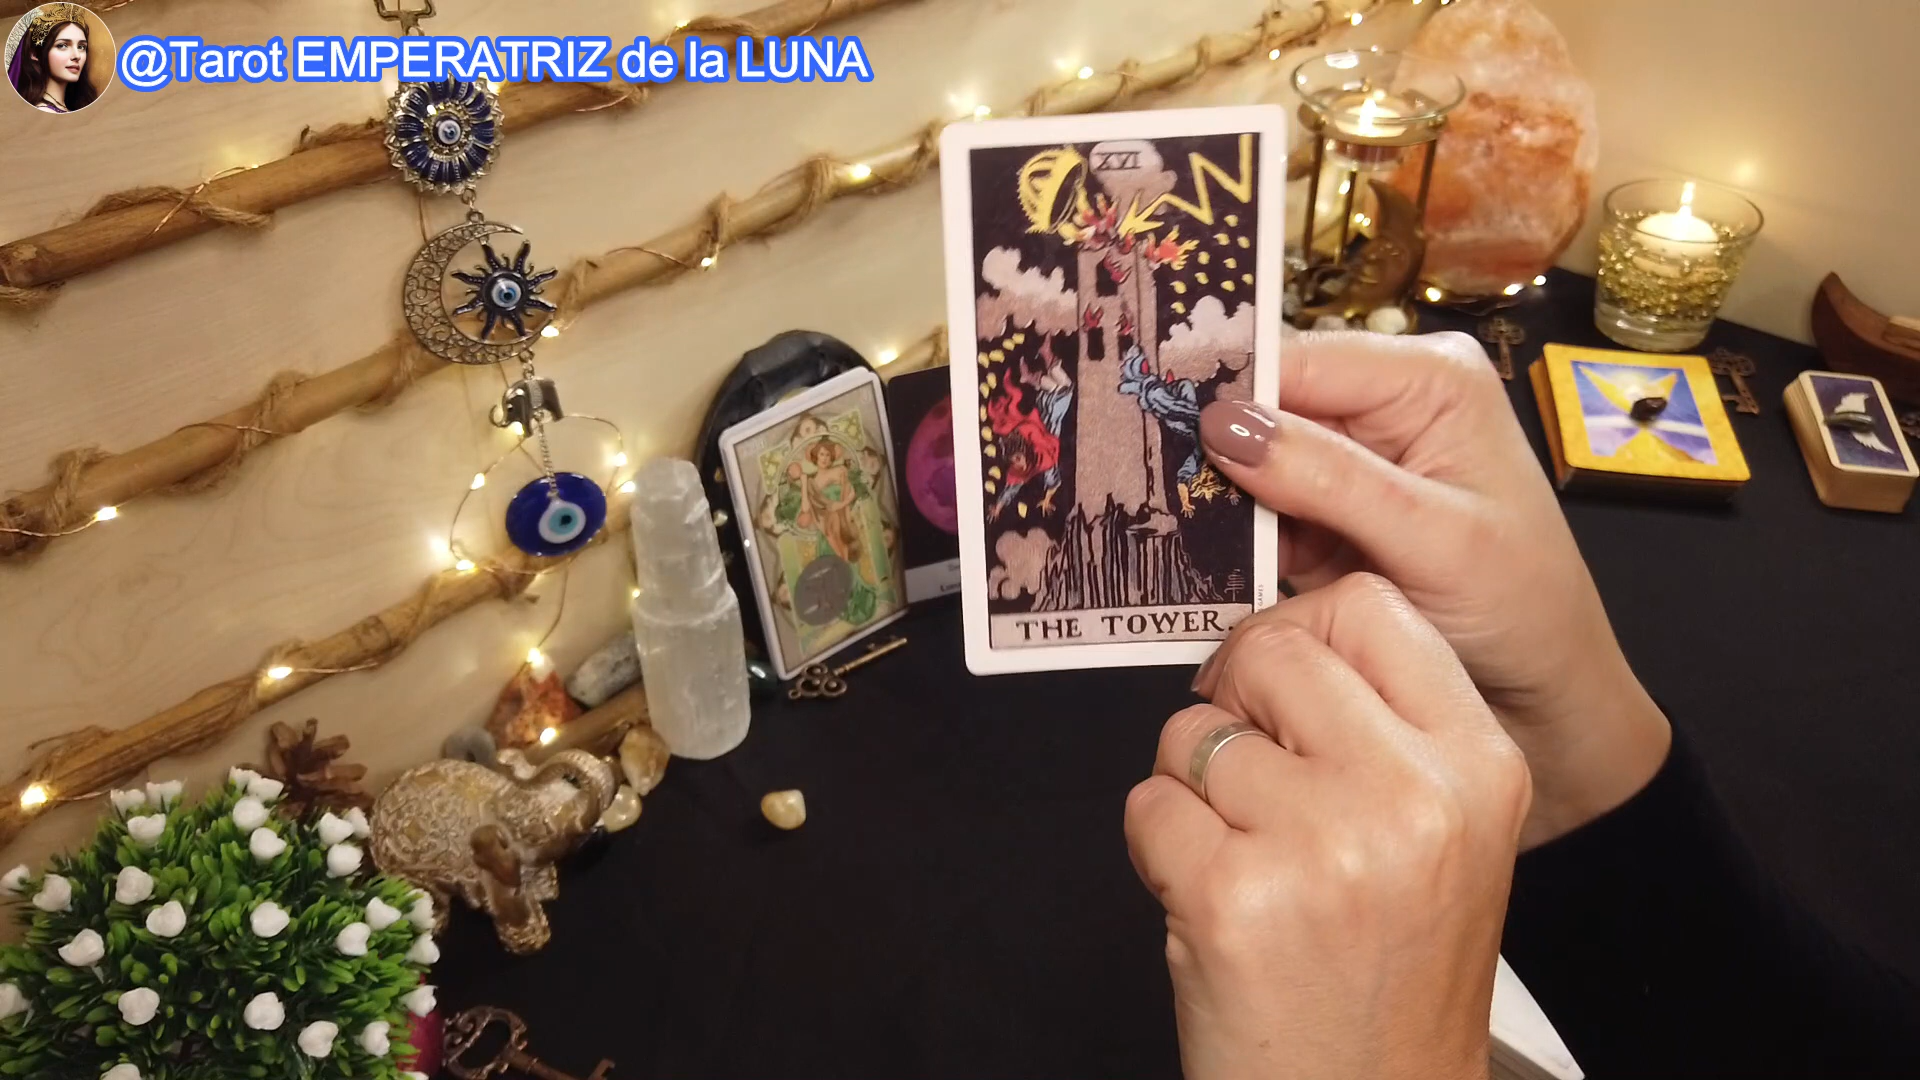 @Tarot EMPERATRIZ de la LUNA
XVI
THE TOWER.